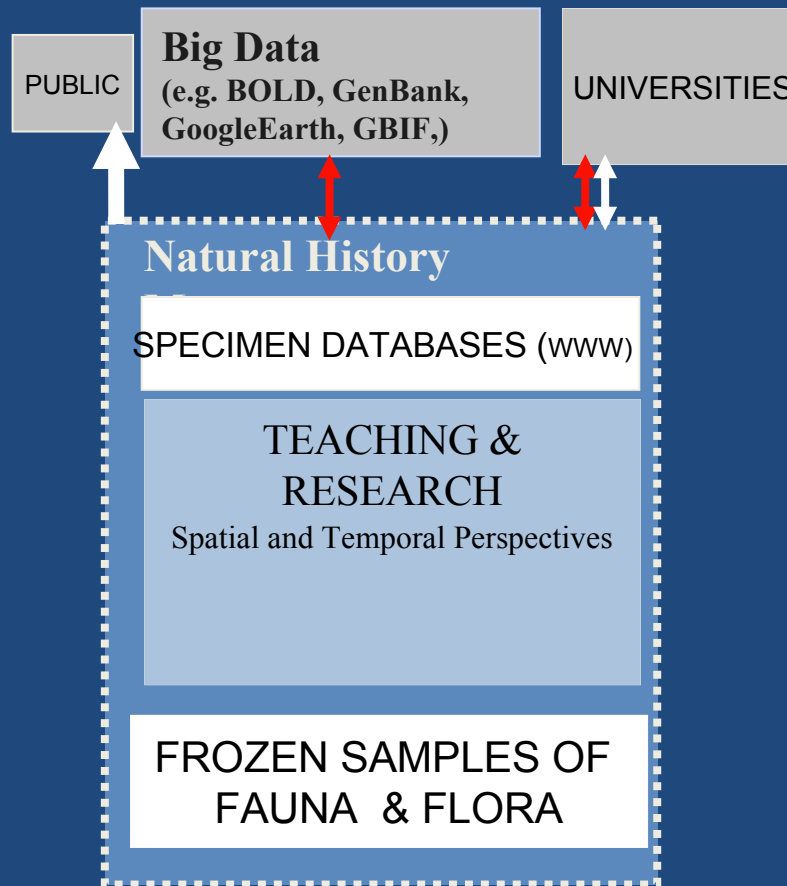 PUBLIC
Big Data
(e.g. BOLD, GenBank,
GoogleEarth, GBIF,)
UNIVERSITIES
Natural History
SPECIMEN DATABASES (WWW)
TEACHING &
RESEARCH
Spatial and Temporal Perspectives
FROZEN SAMPLES OF
FAUNA & FLORA